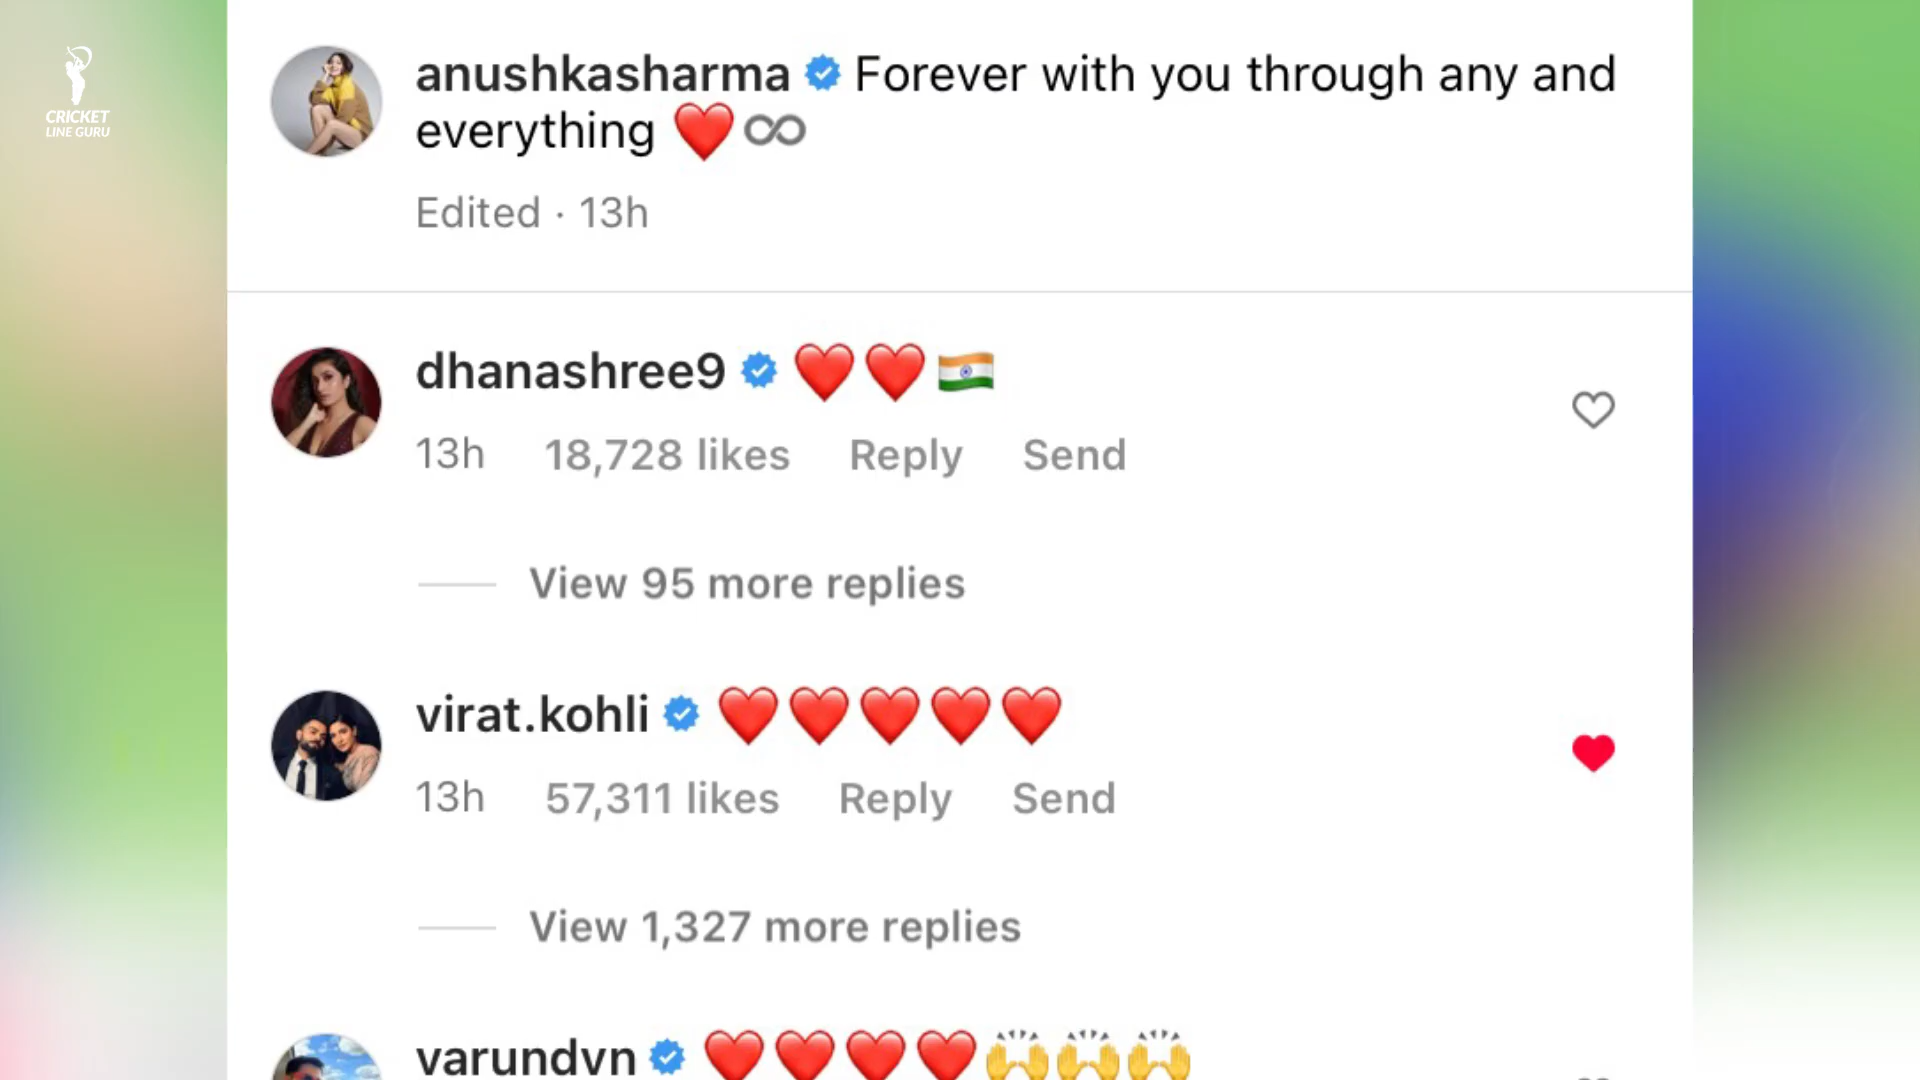 CRICKET
LINE GURU
anushkasharma Forever with you through any and
everything ❤️ ∞
Edited · 13h
dhanashree9 ❤️❤️🇮🇳
13h 18,728 likes Reply Send
View 95 more replies
virat.kohli ❤️❤️❤️❤️❤️
13h 57,311 likes Reply Send
View 1,327 more replies
varundvn ❤️❤️❤️❤️🙌🙌🙌